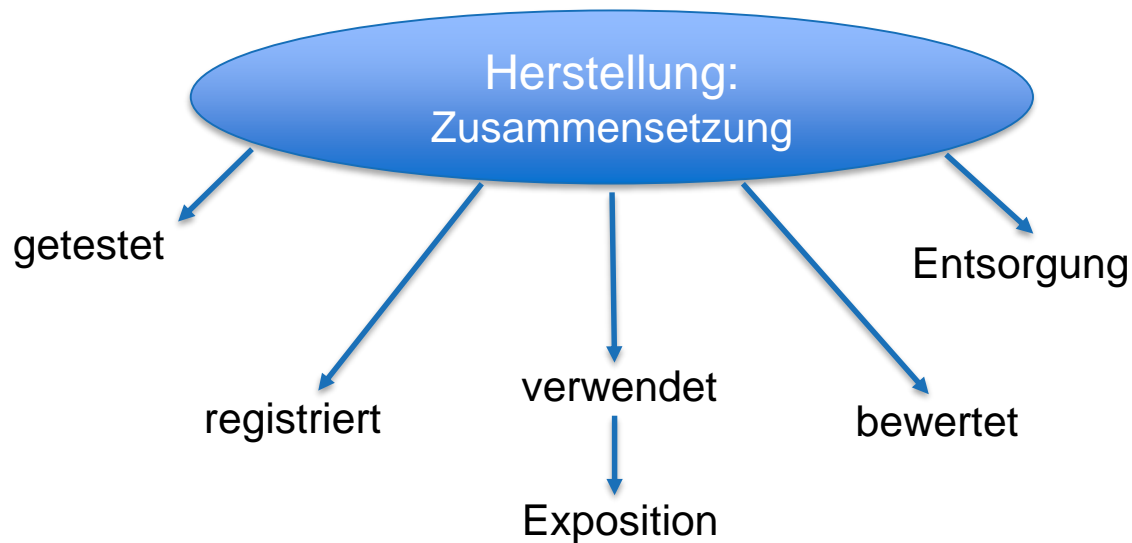 Herstellung:
Zusammensetzung
getestet
Entsorgung
verwendet
registriert
bewertet
Exposition